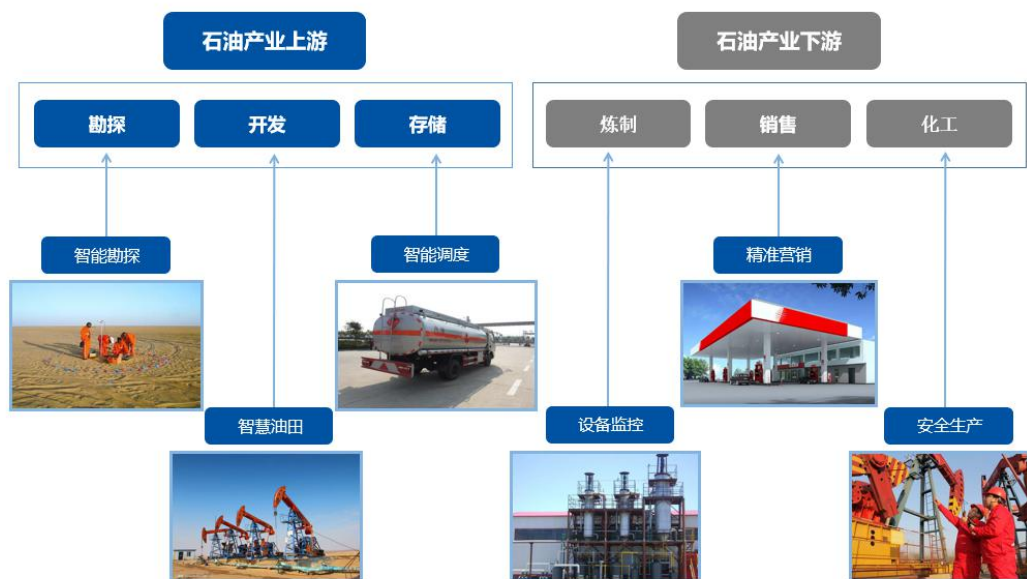 石油产业上游
石油产业下游
勘探
开发
存储
炼制
销售
化工
智能勘探
智能调度
精准营销
智慧油田
设备监控
安全生产